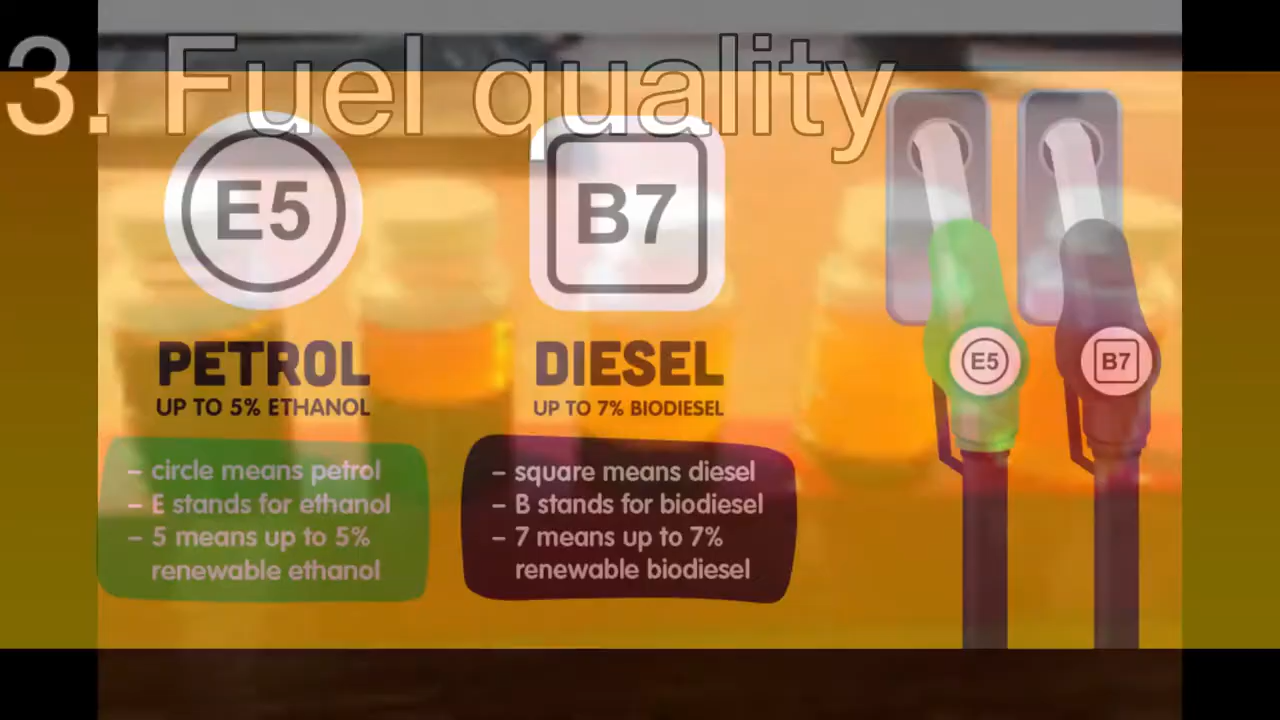 3. Fuel quality
E5
B7
PETROL
UP TO 5% ETHANOL
DIESEL
UP TO 7% BIODIESEL
– circle means petrol
– E stands for ethanol
– 5 means up to 5%
renewable ethanol
– square means diesel
– B stands for biodiesel
– 7 means up to 7%
renewable biodiesel
E5
B7